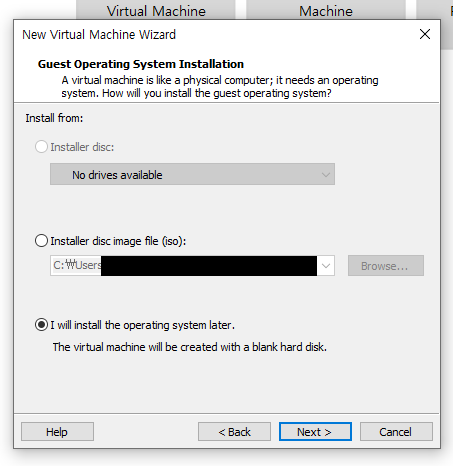 Virtual Machine
Machine
New Virtual Machine Wizard
Guest Operating System Installation
A virtual machine is like a physical computer; it needs an operating
system. How will you install the guest operating system?
Install from:
Installer disc:
No drives available
Installer disc image file (iso):
C:₩Users
Browse...
I will install the operating system later.
The virtual machine will be created with a blank hard disk.
Help
< Back
Next >
Cancel